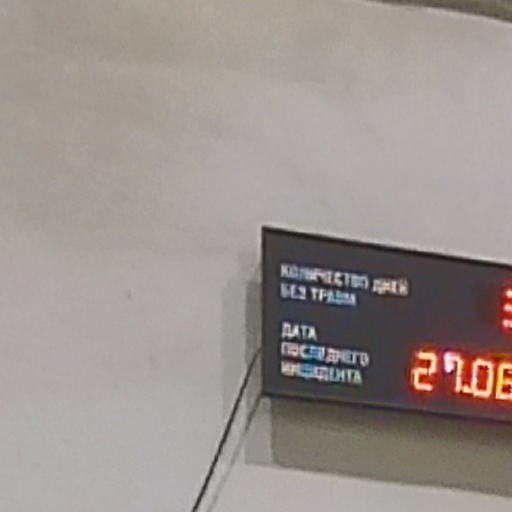 КОЛИЧЕСТВО ДНЕЙ
БЕЗ ТРАВМ
ДАТА
ПОСЛЕДНЕГО
ИНЦИДЕНТА
27.06